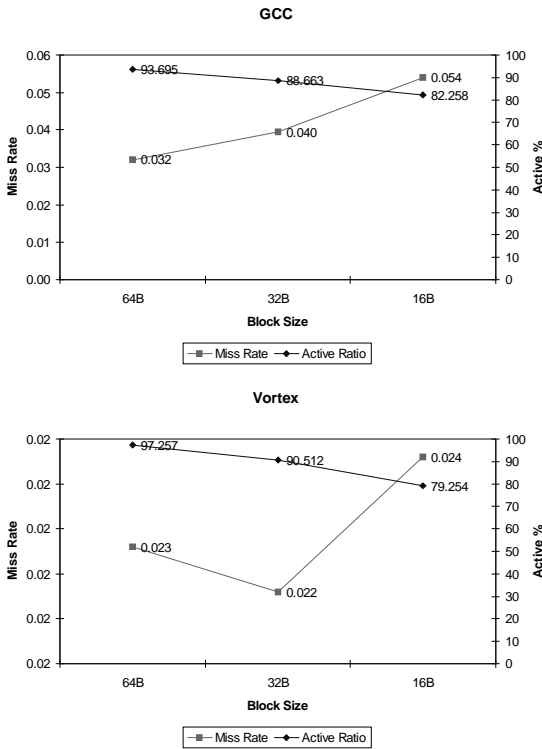 GCC
0.06
0.05
0.04
0.03
0.02
0.01
0.00
Miss Rate
93.695
88.663
82.258
0.032
0.040
0.054
100
90
80
70
60
50
40
30
20
10
0
Active %
64B
32B
16B
Block Size
Miss Rate
Active Ratio
Vortex
0.02
0.02
0.02
0.02
0.02
0.02
Miss Rate
97.257
90.512
79.254
0.023
0.022
0.024
100
90
80
70
60
50
40
30
20
10
0
Active %
64B
32B
16B
Block Size
Miss Rate
Active Ratio